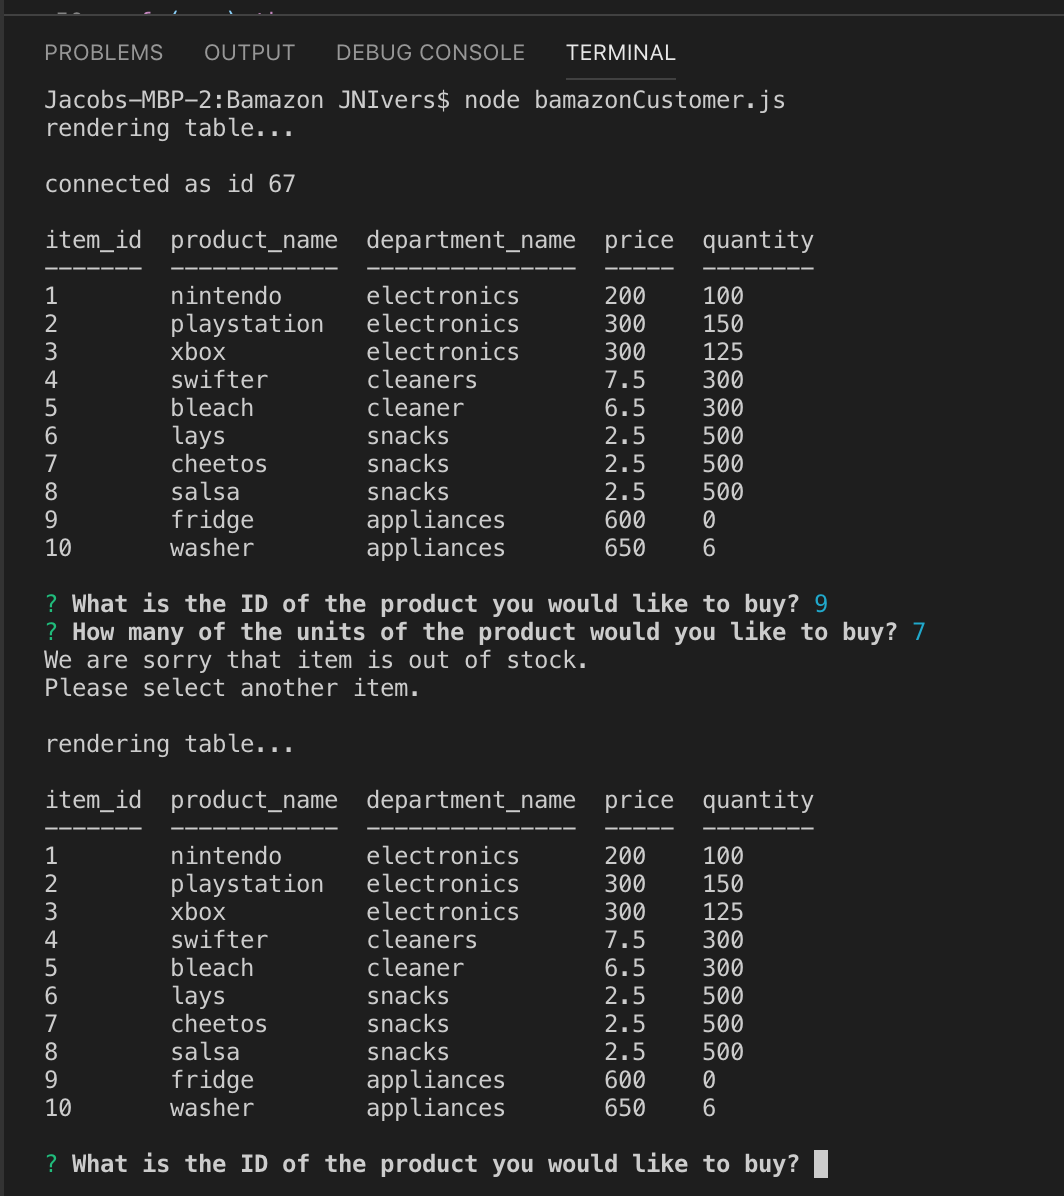 PROBLEMS OUTPUT DEBUG CONSOLE TERMINAL
Jacobs-MBP-2:Bamazon JNIvers$ node bamazonCustomer.js
rendering table...
connected as id 67
item_id  product_name  department_name  price  quantity
-------  ------------  ---------------  -----  --------
1        nintendo      electronics      200    100
2        playstation   electronics      300    150
3        xbox          electronics      300    125
4        swifter       cleaners         7.5    300
5        bleach        cleaner          6.5    300
6        lays          snacks           2.5    500
7        cheetos       snacks           2.5    500
8        salsa         snacks           2.5    500
9        fridge        appliances       600    0
10       washer        appliances       650    6
? What is the ID of the product you would like to buy? 9
? How many of the units of the product would you like to buy? 7
We are sorry that item is out of stock.
Please select another item.
rendering table...
item_id  product_name  department_name  price  quantity
-------  ------------  ---------------  -----  --------
1        nintendo      electronics      200    100
2        playstation   electronics      300    150
3        xbox          electronics      300    125
4        swifter       cleaners         7.5    300
5        bleach        cleaner          6.5    300
6        lays          snacks           2.5    500
7        cheetos       snacks           2.5    500
8        salsa         snacks           2.5    500
9        fridge        appliances       600    0
10       washer        appliances       650    6
? What is the ID of the product you would like to buy?